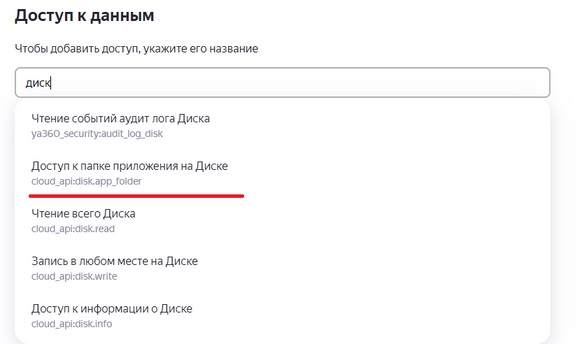 Доступ к данным
Чтобы добавить доступ, укажите его название
диск
Чтение событий аудит лога Диска
ya360_security:audit_log_disk
Доступ к папке приложения на Диске
cloud_api:disk.app_folder
Чтение всего Диска
cloud_api:disk.read
Запись в любом месте на Диске
cloud_api:disk.write
Доступ к информации о Диске
cloud_api:disk.info